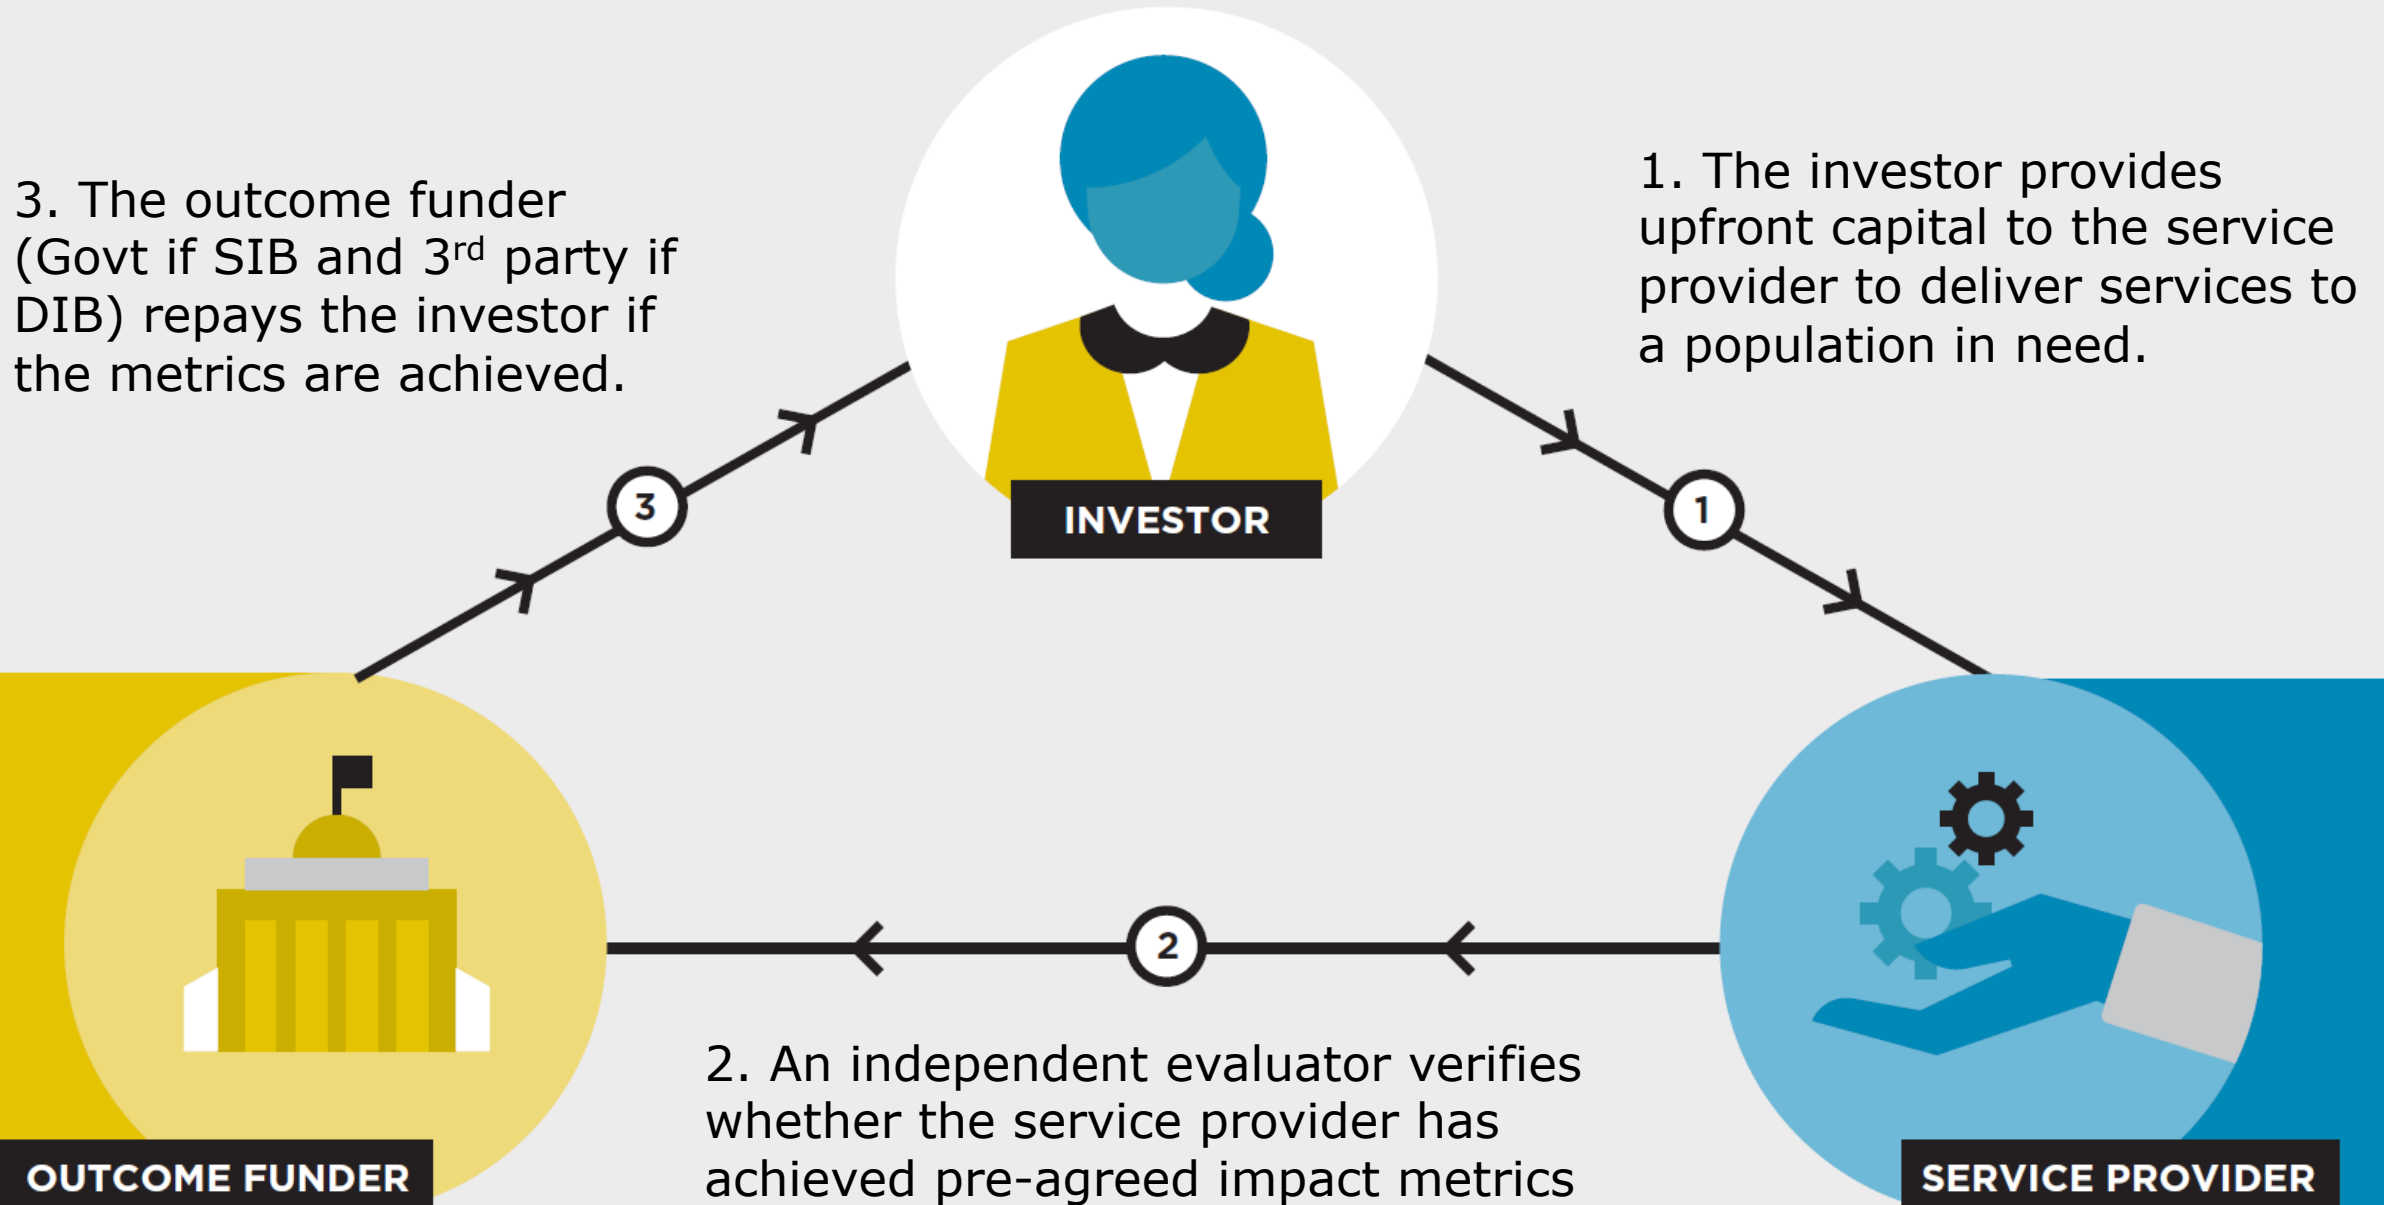 3. The outcome funder
(Govt if SIB and 3rd party if
DIB) repays the investor if
the metrics are achieved.
1. The investor provides
upfront capital to the service
provider to deliver services to
a population in need.
3
INVESTOR
1
2
2. An independent evaluator verifies
whether the service provider has
achieved pre-agreed impact metrics
OUTCOME FUNDER
SERVICE PROVIDER